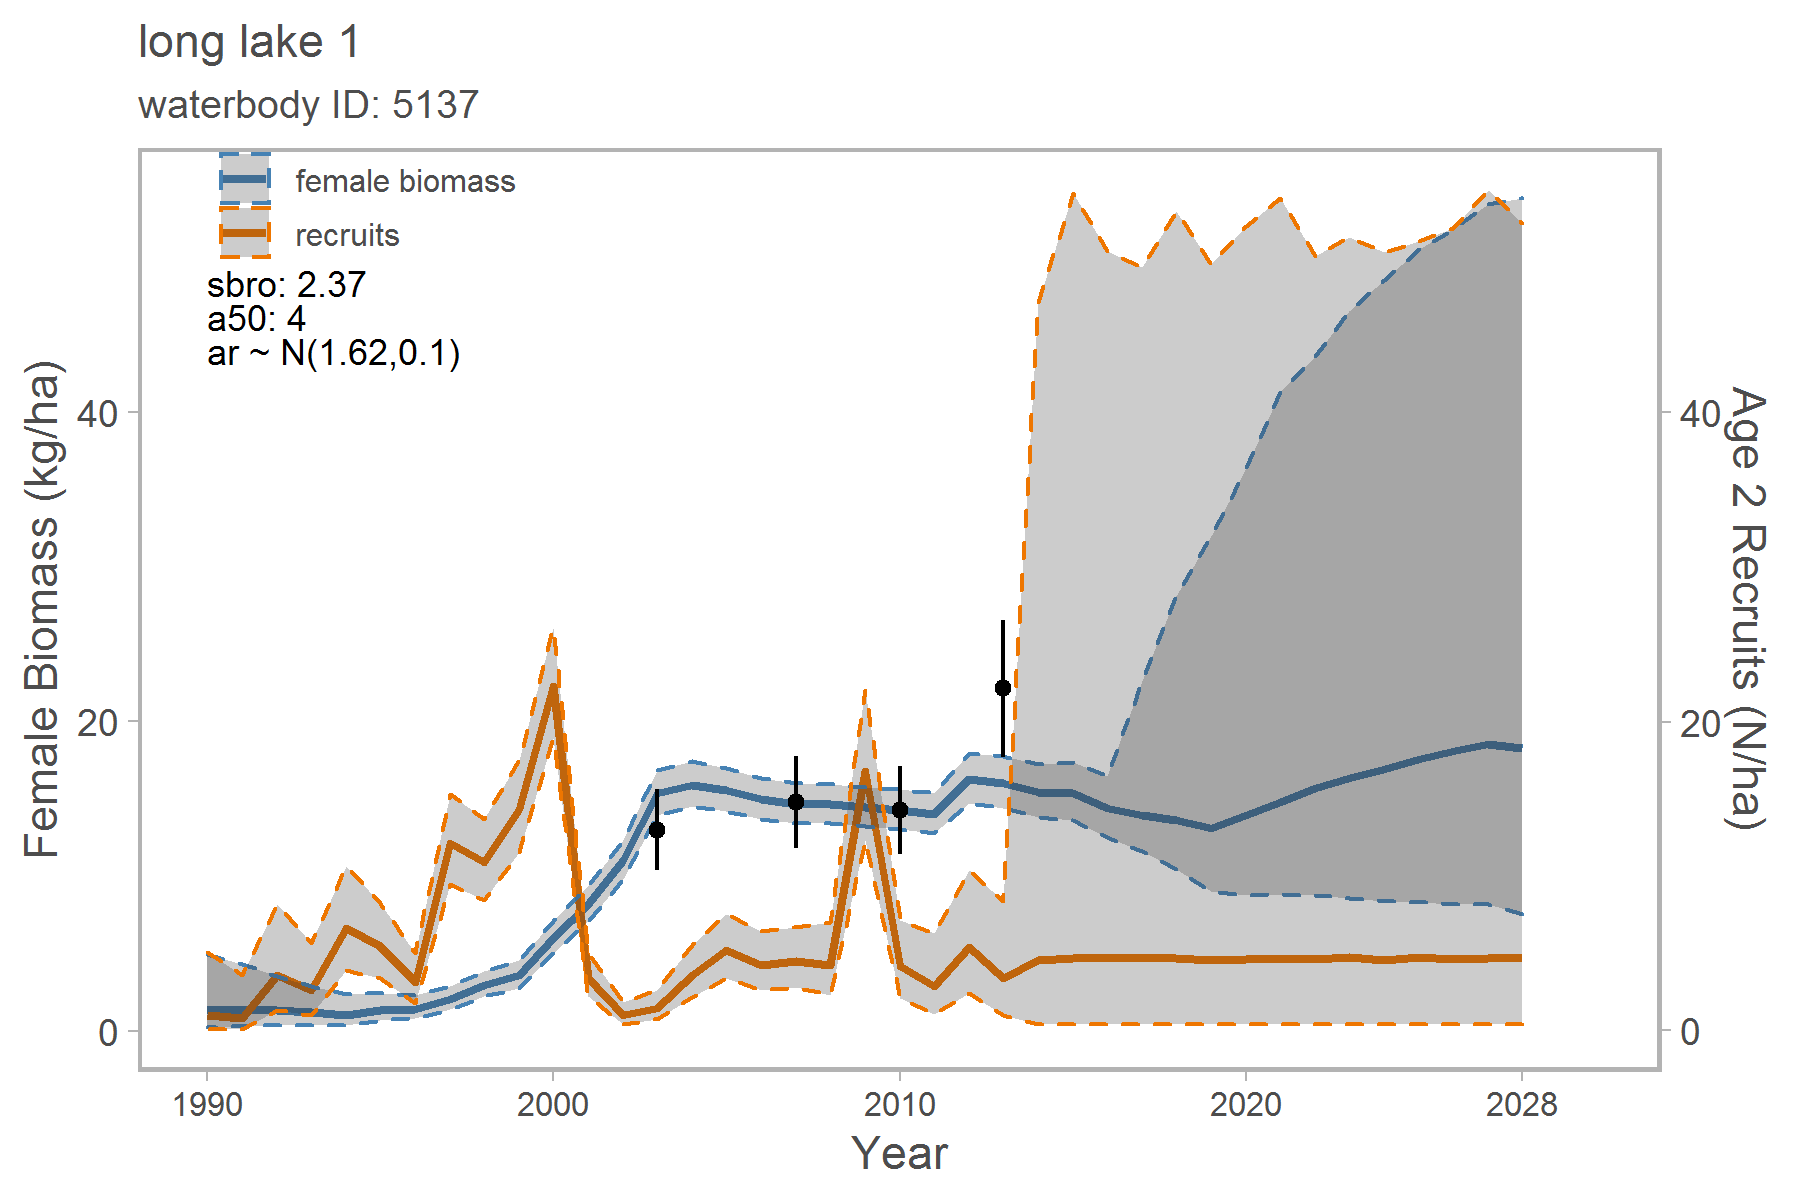 long lake 1
waterbody ID: 5137
female biomass
recruits
sbro: 2.37
a50: 4
ar ~ N(1.62,0.1)
Female Biomass (kg/ha)
40
20
0
40
20
0
Age 2 Recruits (N/ha)
1990
2000
2010
2020
2028
Year